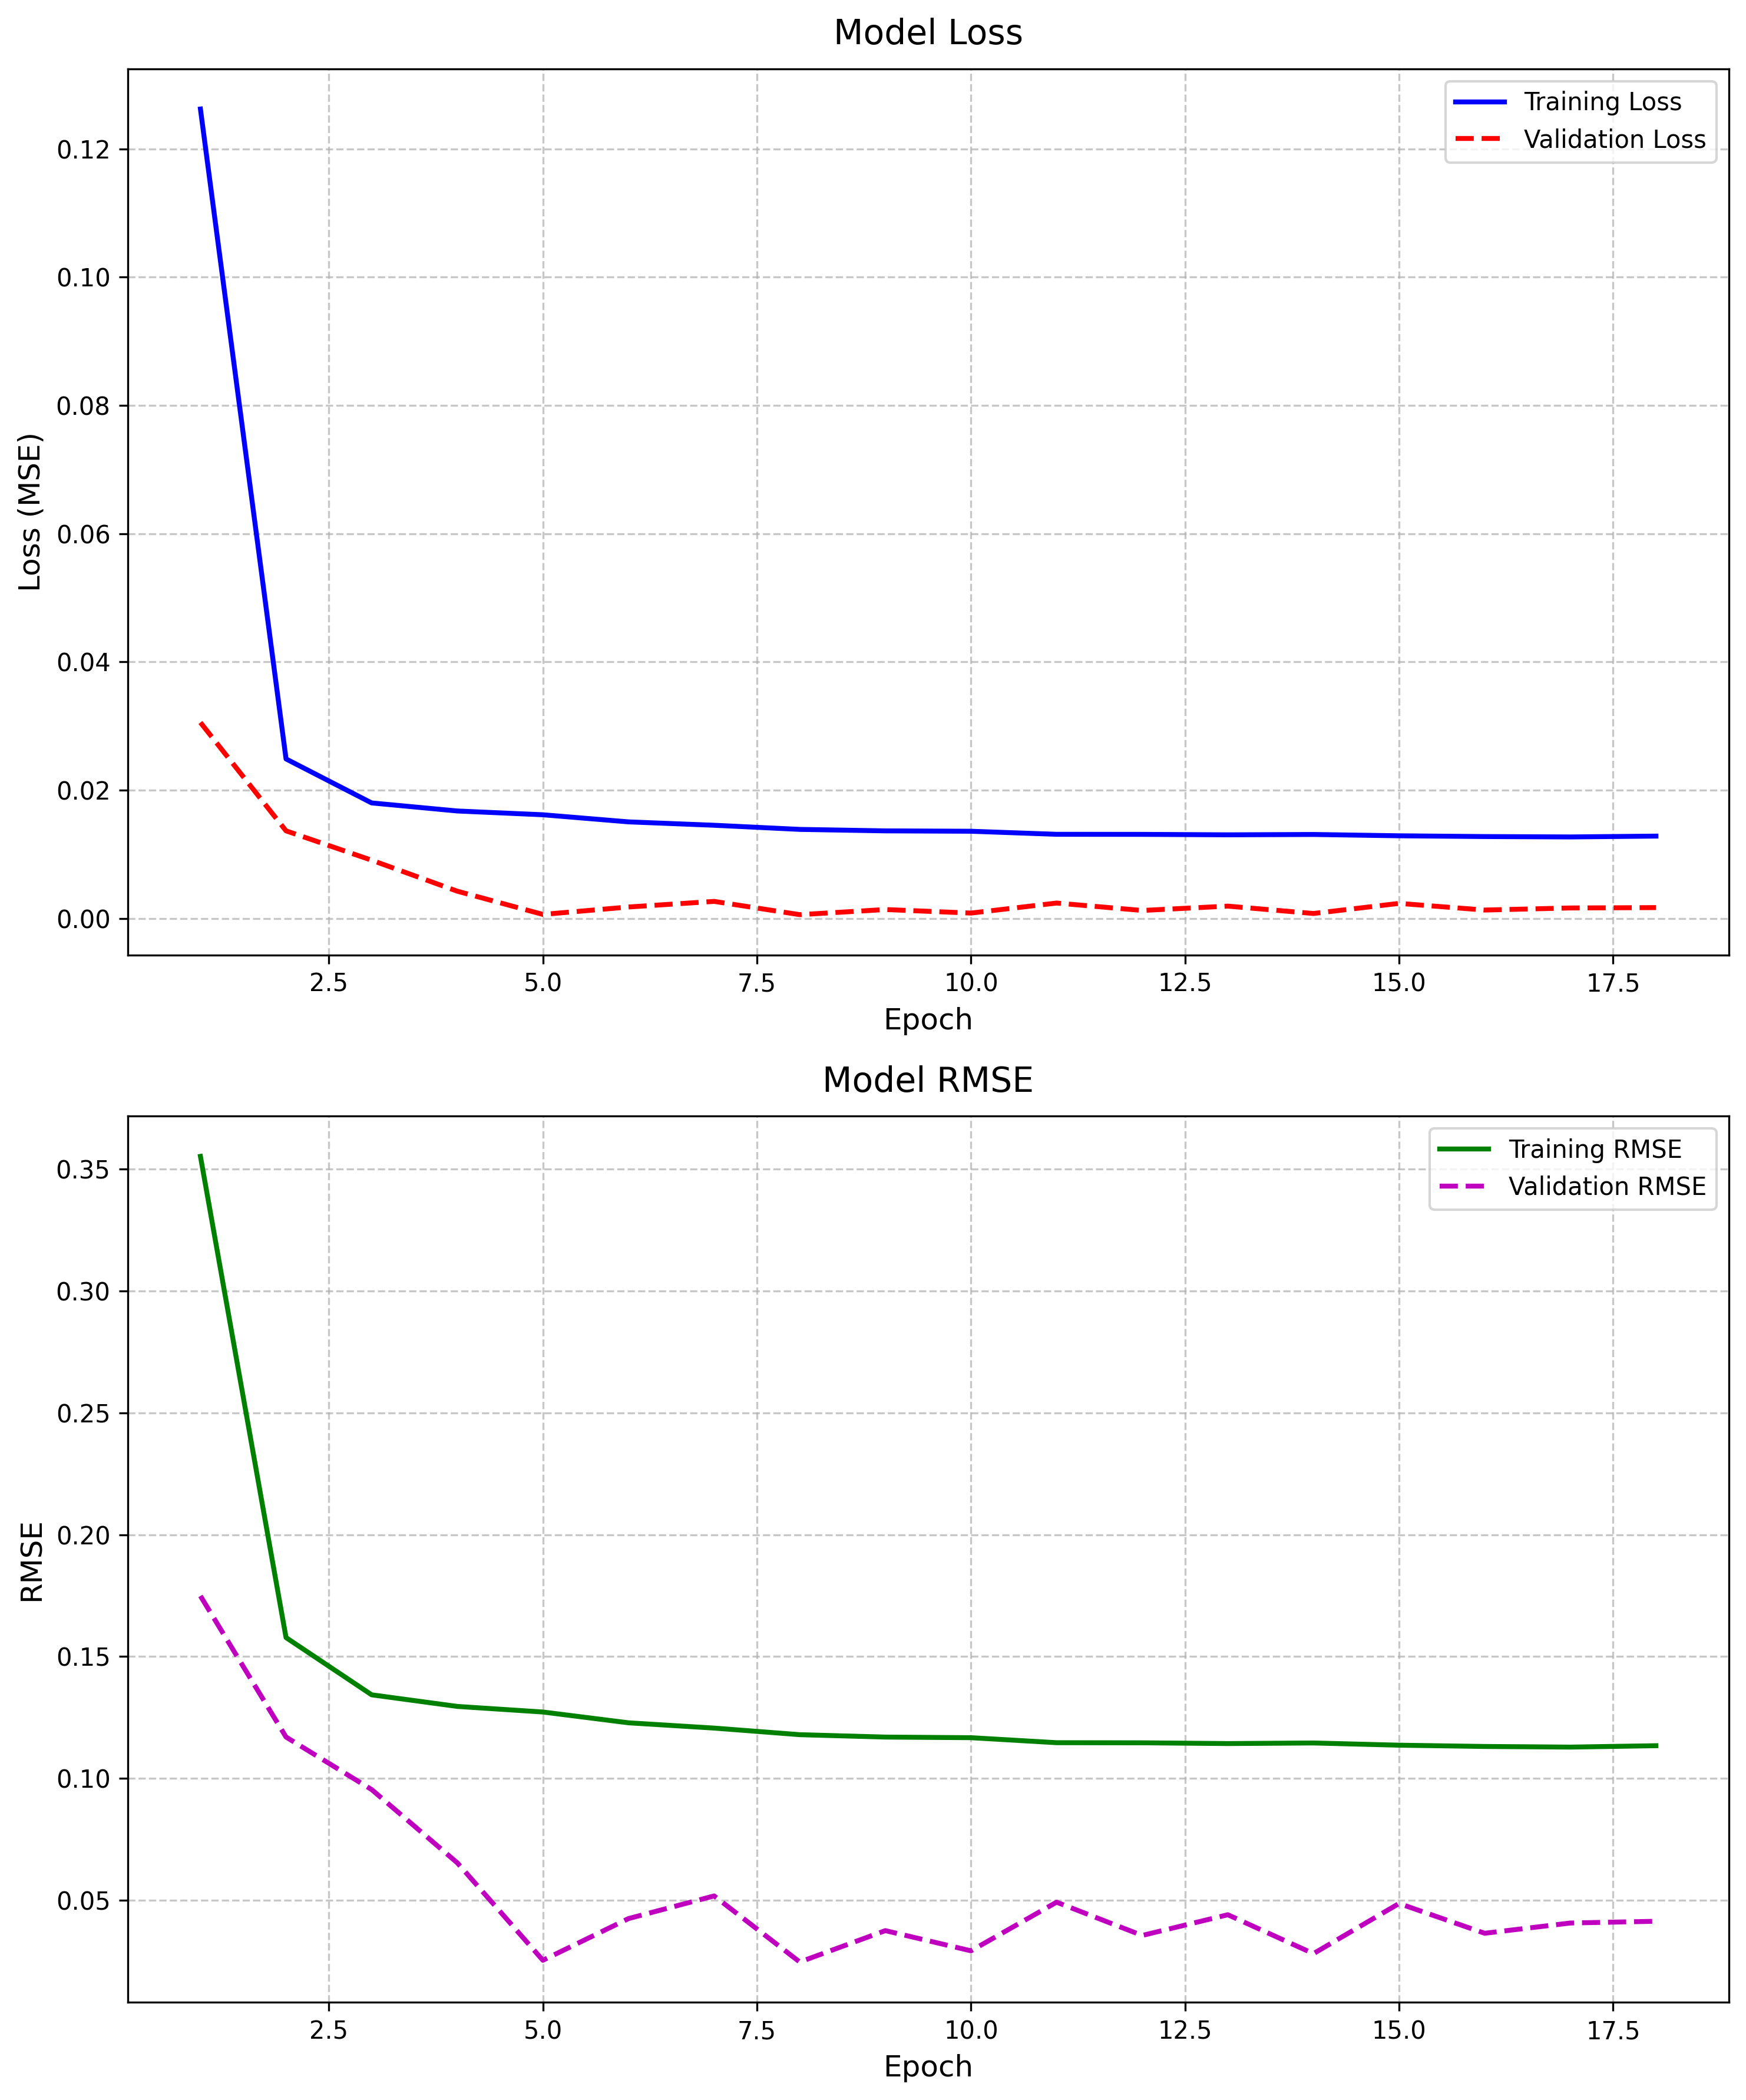 Model Loss
Training Loss
Validation Loss
0.12
0.10
0.08
0.06
0.04
0.02
0.00
Loss (MSE)
2.5 5.0 7.5 10.0 12.5 15.0 17.5
Epoch
Model RMSE
Training RMSE
Validation RMSE
0.35
0.30
0.25
0.20
0.15
0.10
0.05
RMSE
2.5 5.0 7.5 10.0 12.5 15.0 17.5
Epoch